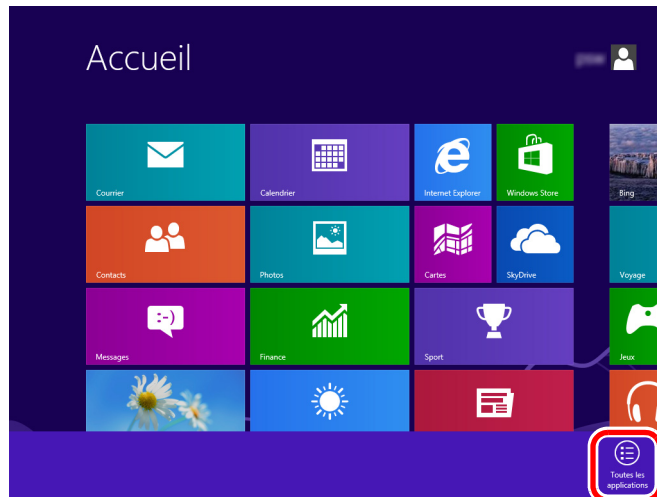 Accueil
Courrier
Calendrier
Internet Explorer
Windows Store
Bing
Contacts
Photos
Cartes
SkyDrive
Voyage
Messages
:-)
Finance
Sport
Jeux
Toutes les
applications